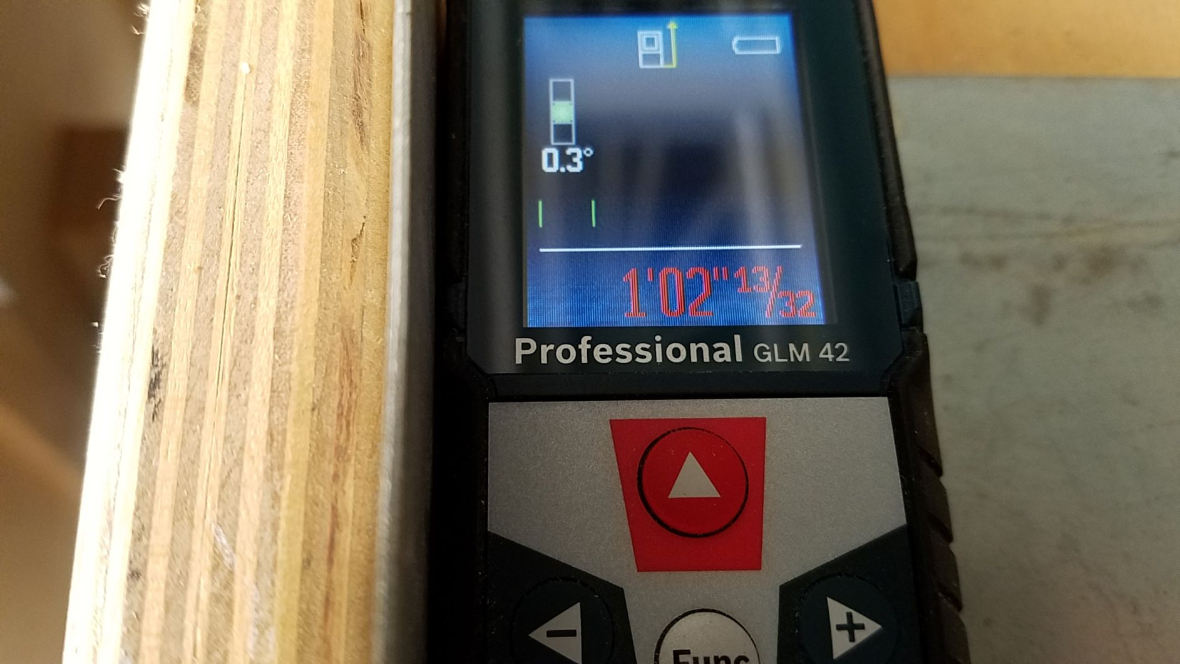 0.3°
1'02" 13/32
Professional GLM 42
−
+
Func